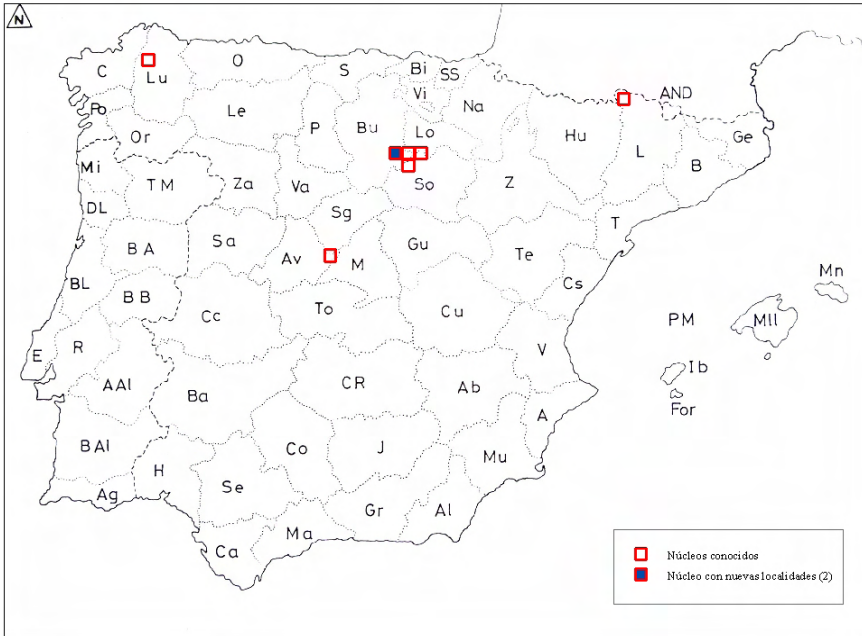 N
C
Lu
O
S
Bi
SS
Vi
Na
AND
Po
Le
P
Bu
Lo
Hu
L
Ge
Or
B
Mi
TM
Za
Va
So
Z
T
DL
Sg
BA
Sa
Av
M
Gu
Te
Cs
BL
BB
Cc
To
Cu
PM
Mll
Mn
E
R
V
Ib
For
AAl
Ba
CR
Ab
A
BAl
H
Co
J
Mu
Ag
Se
Gr
Al
Ca
Ma
Núcleos conocidos
Núcleo con nuevas localidades (2)